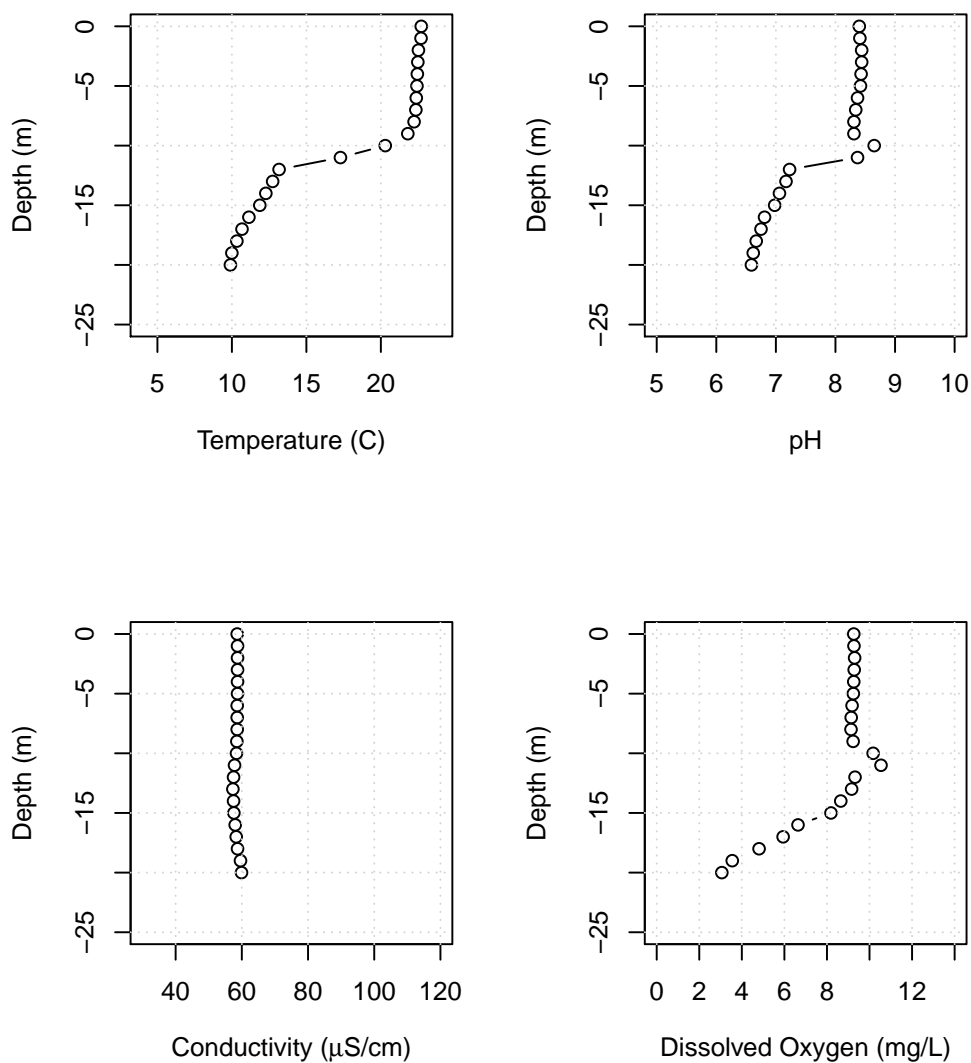 0
−5
−15
−25
Depth (m)
5 10 15 20
Temperature (C)
0
−5
−15
−25
Depth (m)
5 6 7 8 9 10
pH
0
−5
−15
−25
Depth (m)
40 60 80 100 120
Conductivity (μS/cm)
0
−5
−15
−25
Depth (m)
0 2 4 6 8 12
Dissolved Oxygen (mg/L)